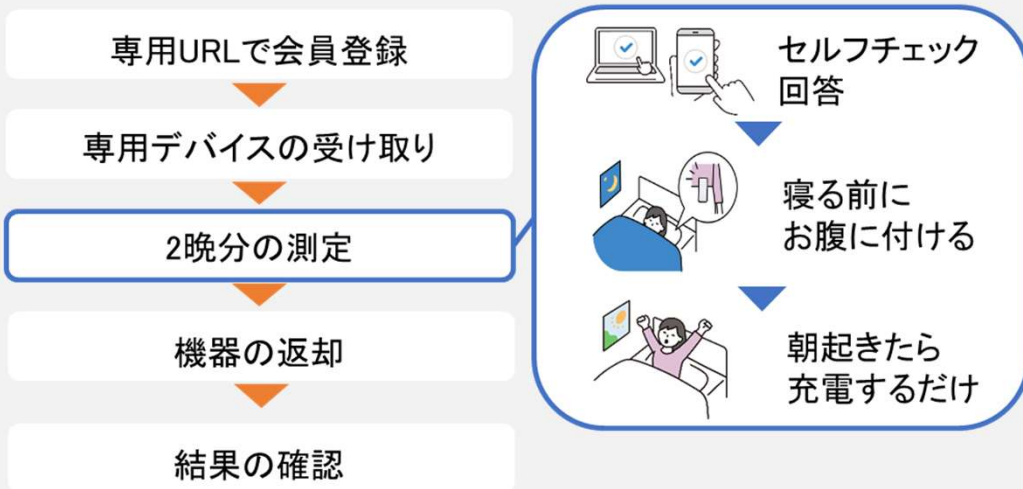 専用URLで会員登録
専用デバイスの受け取り
2晩分の測定
機器の返却
結果の確認
セルフチェック
回答
寝る前に
お腹に付ける
朝起きたら
充電するだけ